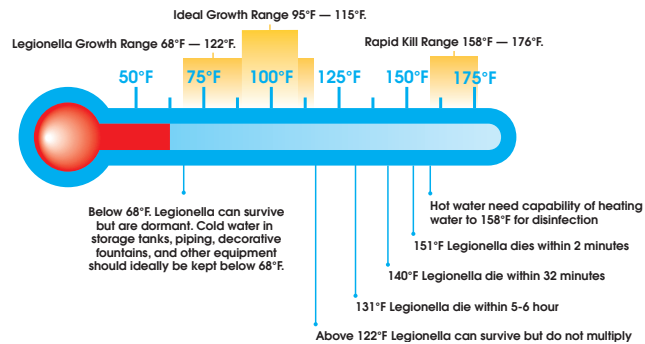 Ideal Growth Range 95°F — 115°F.
Legionella Growth Range 68°F — 122°F.
Rapid Kill Range 158°F — 176°F.
50°F 75°F 100°F 125°F 150°F 175°F
Below 68°F. Legionella can survive
but are dormant. Cold water in
storage tanks, piping, decorative
fountains, and other equipment
should ideally be kept below 68°F.
Hot water need capability of heating
water to 158°F for disinfection
151°F Legionella dies within 2 minutes
140°F Legionella die within 32 minutes
131°F Legionella die within 5-6 hour
Above 122°F Legionella can survive but do not multiply